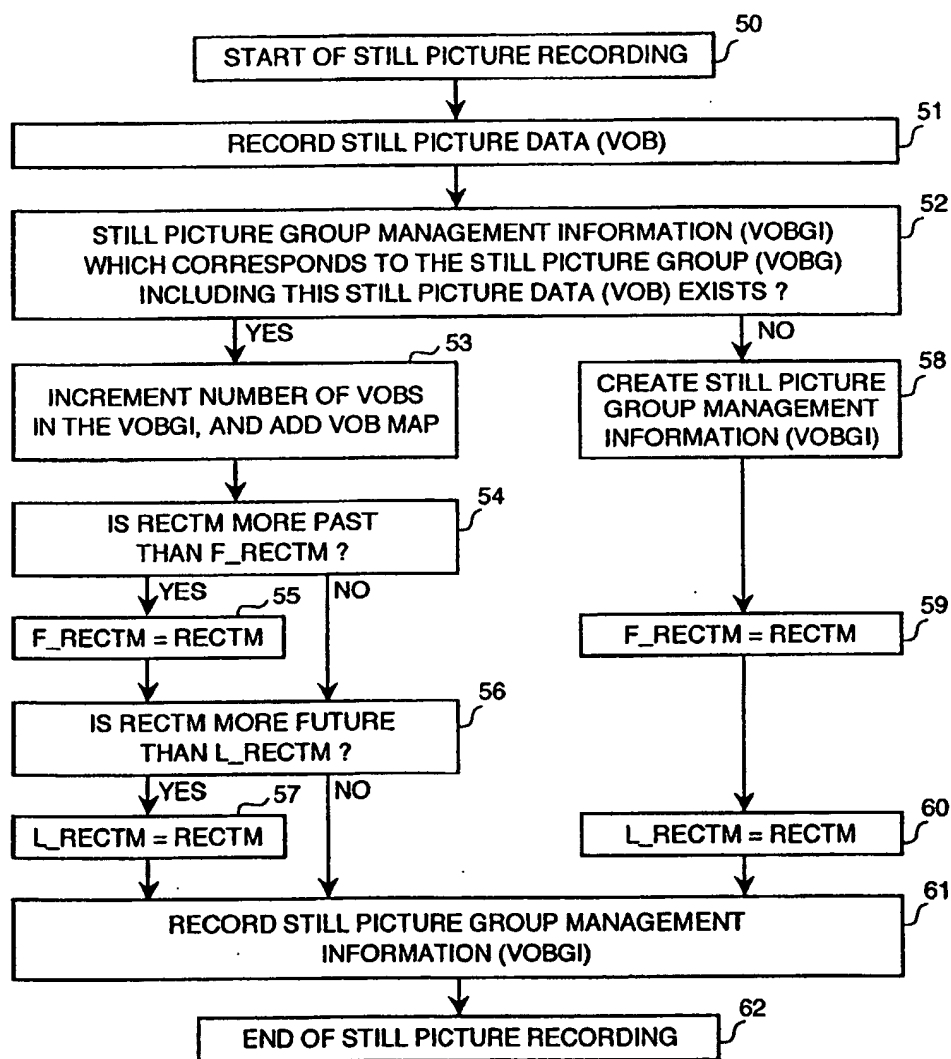 50
START OF STILL PICTURE RECORDING
51
RECORD STILL PICTURE DATA (VOB)
52
STILL PICTURE GROUP MANAGEMENT INFORMATION (VOBGI)
WHICH CORRESPONDS TO THE STILL PICTURE GROUP (VOBG)
INCLUDING THIS STILL PICTURE DATA (VOB) EXISTS ?
YES
NO
53
INCREMENT NUMBER OF VOBS
IN THE VOBGI, AND ADD VOB MAP
58
CREATE STILL PICTURE
GROUP MANAGEMENT
INFORMATION (VOBGI)
54
IS RECTM MORE PAST
THAN F_RECTM ?
YES
NO
55
F_RECTM = RECTM
59
F_RECTM = RECTM
56
IS RECTM MORE FUTURE
THAN L_RECTM ?
YES
NO
57
L_RECTM = RECTM
60
L_RECTM = RECTM
61
RECORD STILL PICTURE GROUP MANAGEMENT
INFORMATION (VOBGI)
62
END OF STILL PICTURE RECORDING